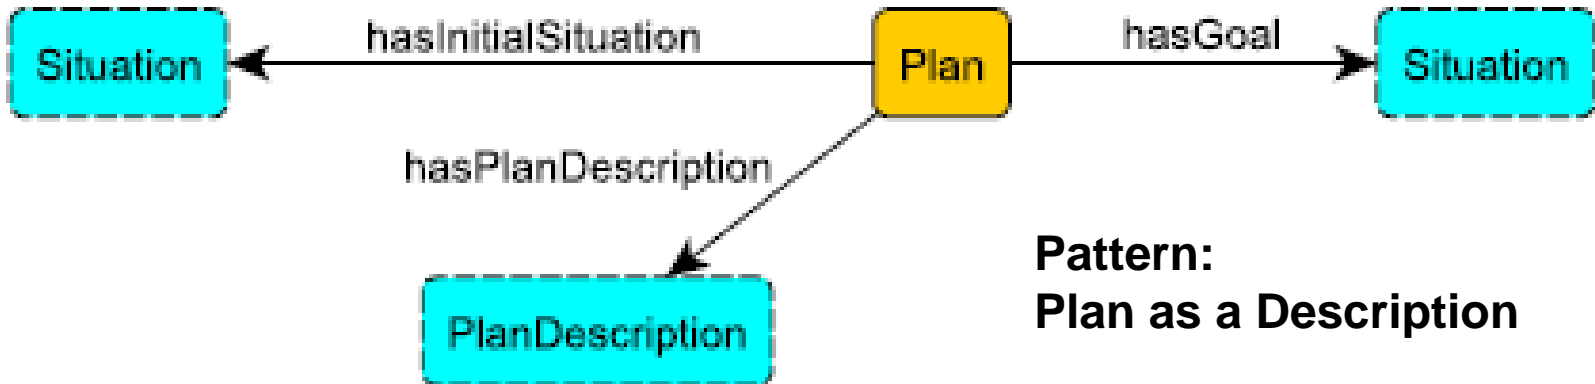 hasInitialSituation
hasGoal
Situation
Plan
Situation
hasPlanDescription
Pattern:
Plan as a Description
PlanDescription